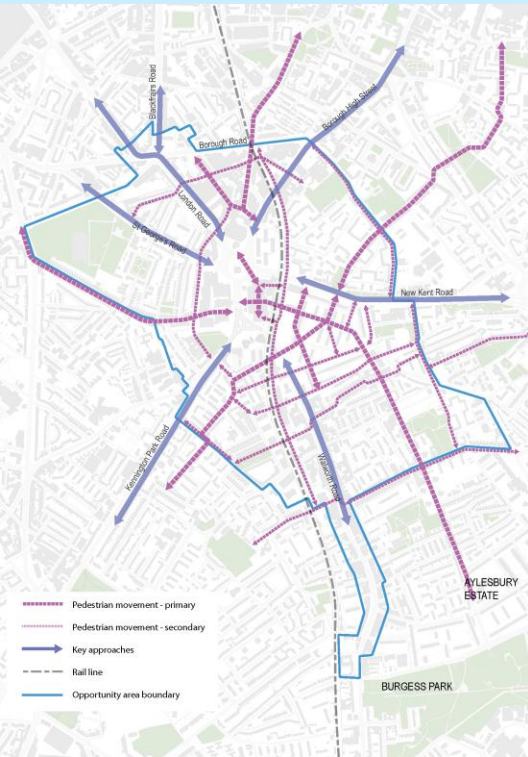 Blackfriars Road
Borough High Street
Borough Road
London Road
St George's Road
New Kent Road
Kennington Park Road
Walworth Road
AYLESBURY
ESTATE
BURGESS PARK
Pedestrian movement - primary
Pedestrian movement - secondary
Key approaches
Rail line
Opportunity area boundary